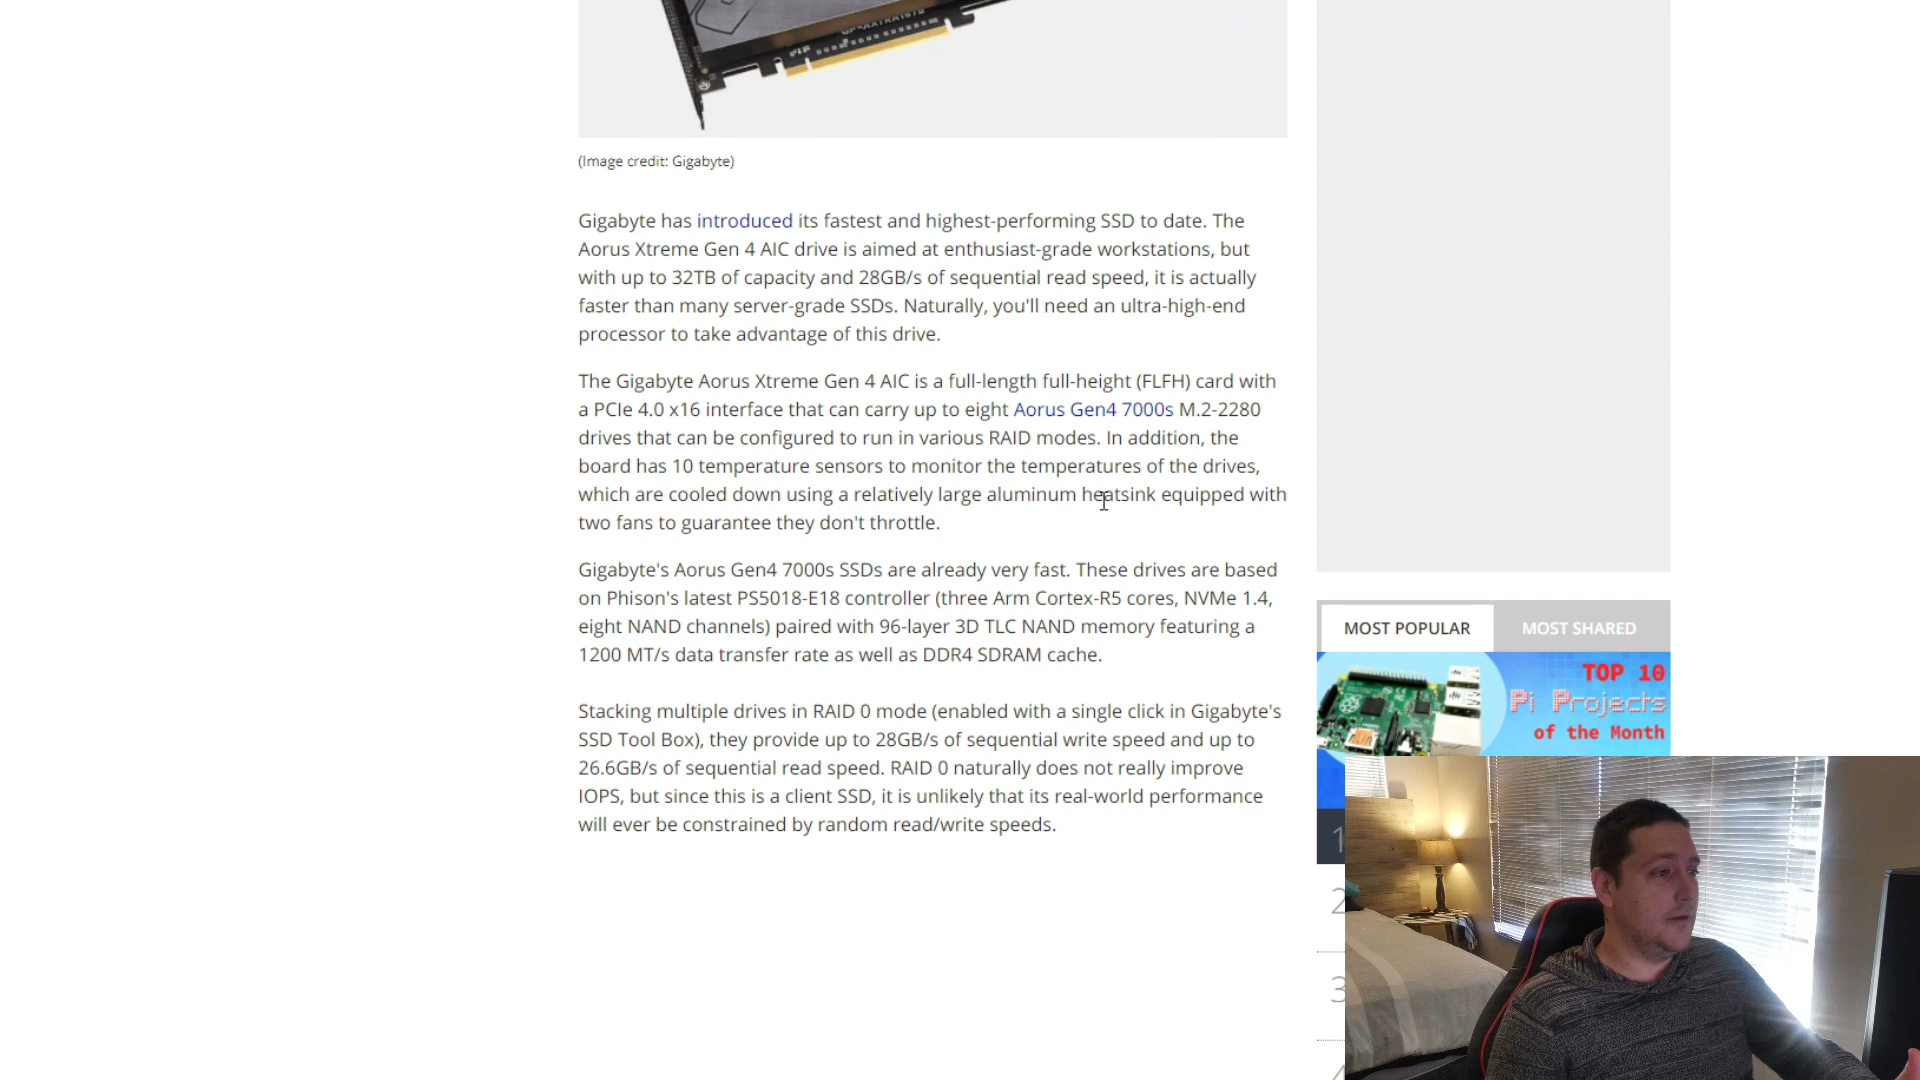 (Image credit: Gigabyte)
Gigabyte has introduced its fastest and highest-performing SSD to date. The
Aorus Xtreme Gen 4 AIC drive is aimed at enthusiast-grade workstations, but
with up to 32TB of capacity and 28GB/s of sequential read speed, it is actually
faster than many server-grade SSDs. Naturally, you'll need an ultra-high-end
processor to take advantage of this drive.
The Gigabyte Aorus Xtreme Gen 4 AIC is a full-length full-height (FLFH) card with
a PCIe 4.0 x16 interface that can carry up to eight Aorus Gen4 7000s M.2-2280
drives that can be configured to run in various RAID modes. In addition, the
board has 10 temperature sensors to monitor the temperatures of the drives,
which are cooled down using a relatively large aluminum heatsink equipped with
two fans to guarantee they don't throttle.
Gigabyte's Aorus Gen4 7000s SSDs are already very fast. These drives are based
on Phison's latest PS5018-E18 controller (three Arm Cortex-R5 cores, NVMe 1.4,
eight NAND channels) paired with 96-layer 3D TLC NAND memory featuring a
1200 MT/s data transfer rate as well as DDR4 SDRAM cache.
Stacking multiple drives in RAID 0 mode (enabled with a single click in Gigabyte's
SSD Tool Box), they provide up to 28GB/s of sequential write speed and up to
26.6GB/s of sequential read speed. RAID 0 naturally does not really improve
IOPS, but since this is a client SSD, it is unlikely that its real-world performance
will ever be constrained by random read/write speeds.
MOST POPULAR
MOST SHARED
TOP 10
Pi Projects
of the Month
1
2
3
4